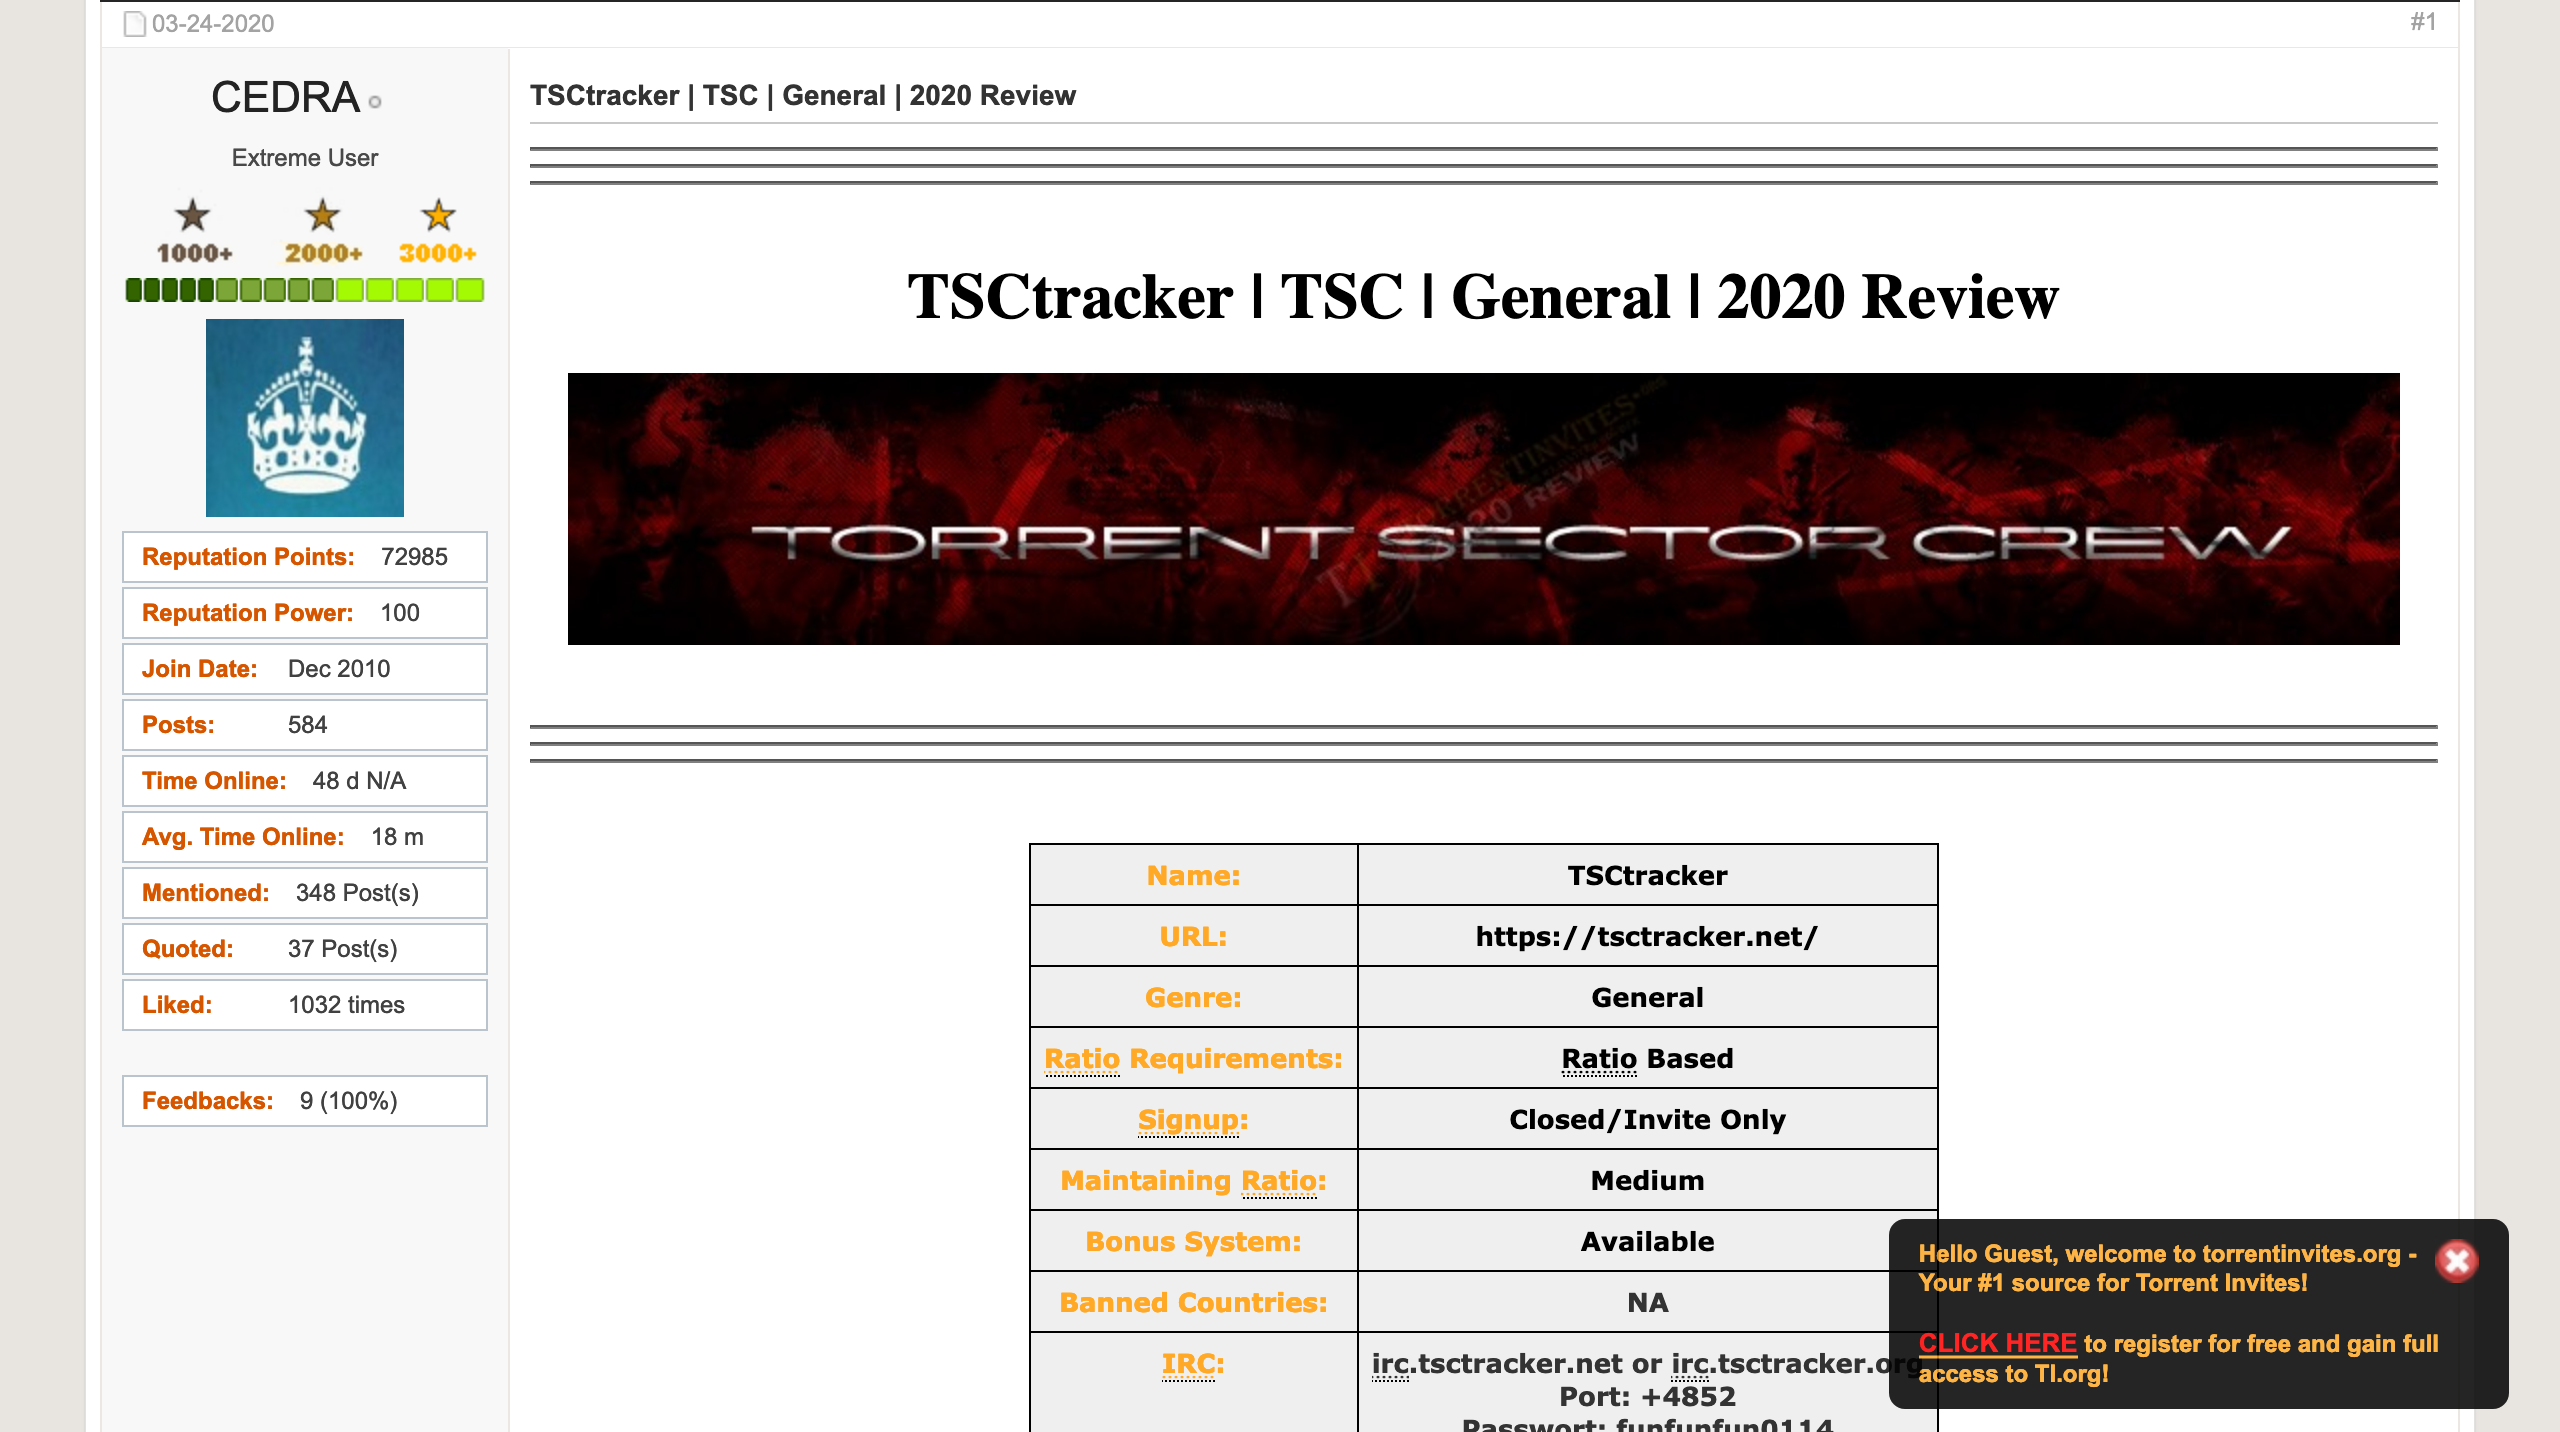 03-24-2020
#1
CEDRA
Extreme User
1000+ 2000+ 3000+
Reputation Points: 72985
Reputation Power: 100
Join Date: Dec 2010
Posts: 584
Time Online: 48 d N/A
Avg. Time Online: 18 m
Mentioned: 348 Post(s)
Quoted: 37 Post(s)
Liked: 1032 times
Feedbacks: 9 (100%)
TSCtracker | TSC | General | 2020 Review
TSCtracker | TSC | General | 2020 Review
TORRENTINVITES.ORG
REVIEW
TORRENT SECTOR CREW
Name: TSCtracker
URL: https://tsctracker.net/
Genre: General
Ratio Requirements: Ratio Based
Signup: Closed/Invite Only
Maintaining Ratio: Medium
Bonus System: Available
Banned Countries: NA
IRC: irc.tsctracker.net or irc.tsctracker.org
Port: +4852
Passwort: funfunfun0114
Hello Guest, welcome to torrentinvites.org -
Your #1 source for Torrent Invites!
CLICK HERE to register for free and gain full
access to TI.org!